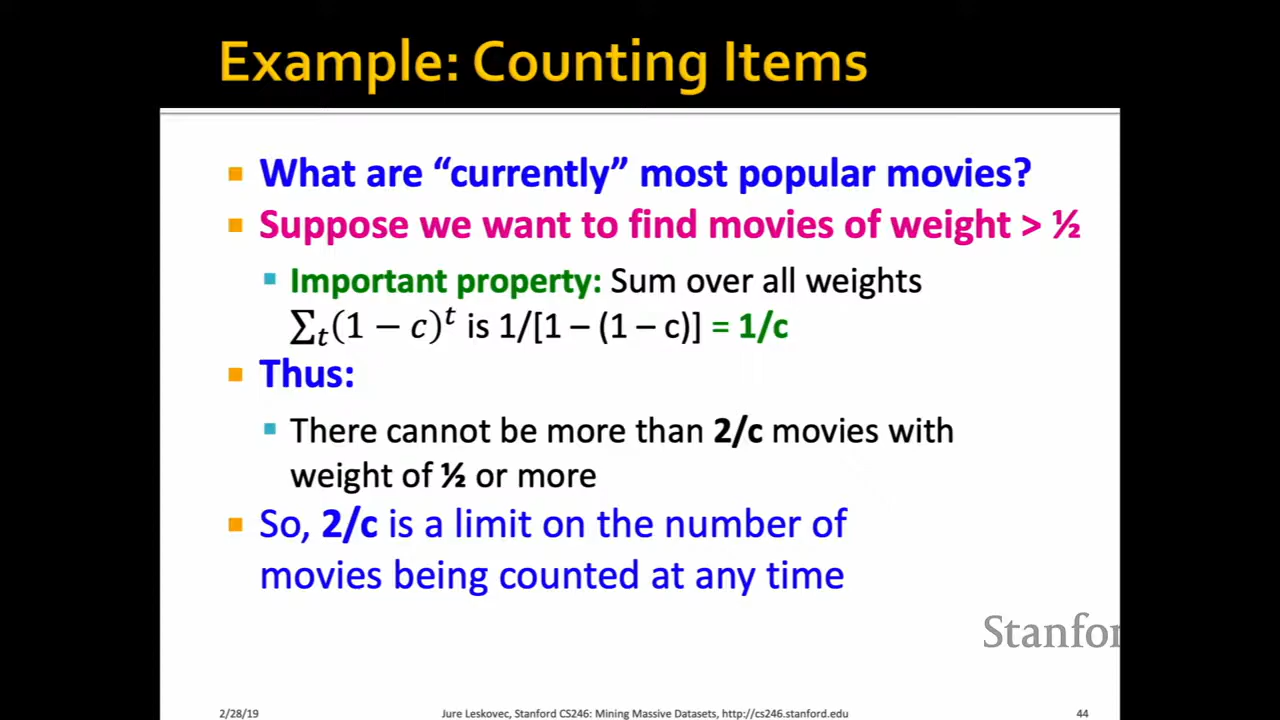 Example: Counting Items
▪ What are “currently” most popular movies?
▪ Suppose we want to find movies of weight > ½
▪ Important property: Sum over all weights
∑ₜ(1 − c)ᵗ is 1/[1 – (1 – c)] = 1/c
▪ Thus:
▪ There cannot be more than 2/c movies with
weight of ½ or more
▪ So, 2/c is a limit on the number of
movies being counted at any time
Stanfor
2/28/19
Jure Leskovec, Stanford CS246: Mining Massive Datasets, http://cs246.stanford.edu
44